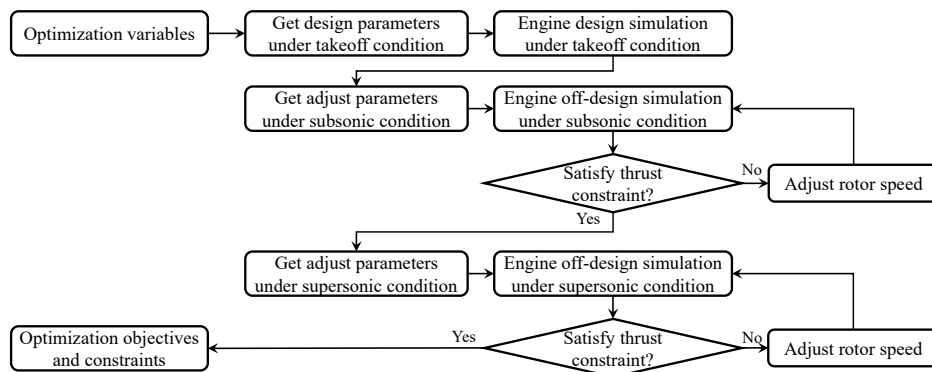 Optimization variables
Get design parameters
under takeoff condition
Engine design simulation
under takeoff condition
Get adjust parameters
under subsonic condition
Engine off-design simulation
under subsonic condition
Satisfy thrust
constraint?
No
Adjust rotor speed
Yes
Get adjust parameters
under supersonic condition
Engine off-design simulation
under supersonic condition
Optimization objectives
and constraints
Yes
Satisfy thrust
constraint?
No
Adjust rotor speed